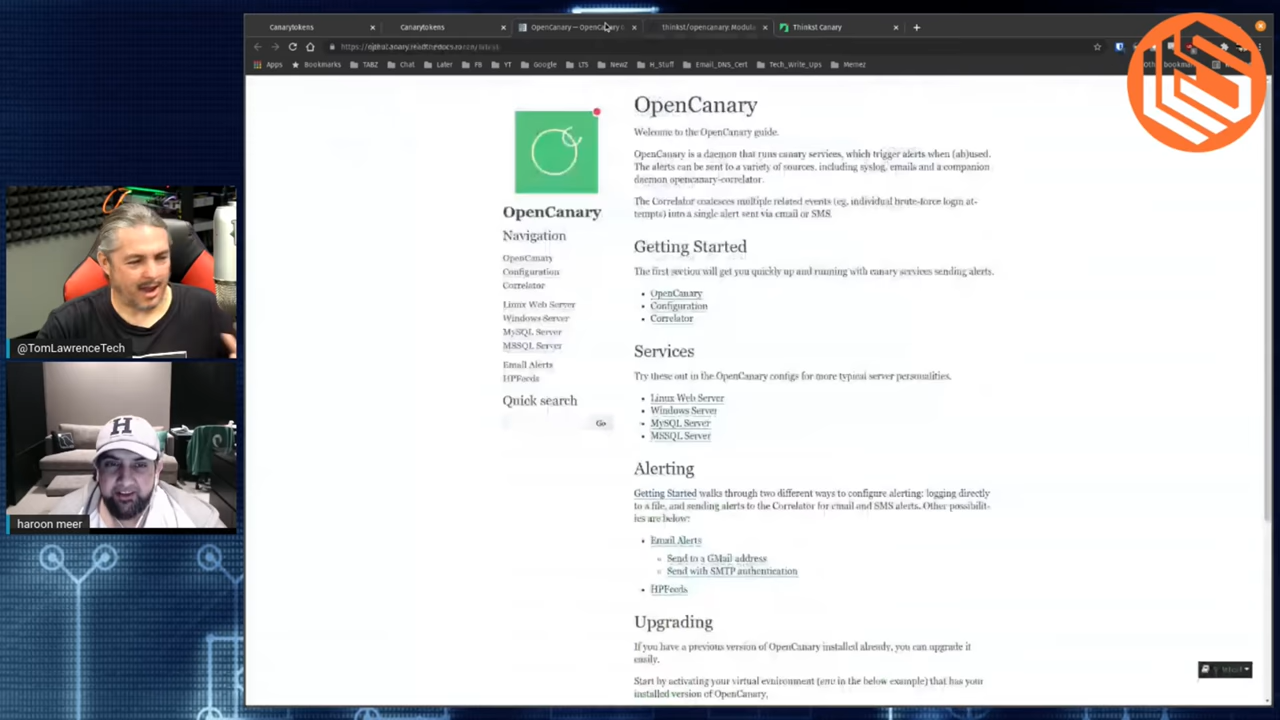 Canarytokens
Canarytokens
OpenCanary — OpenCanary
thinkst/opencanary: Modula
Thinkst Canary
Apps
Bookmarks
TABZ
Chat
Later
FB
YT
Google
LTS
NewZ
H_Stuff
Email_DNS_Cert
Tech_Write_Ups
Memez
OpenCanary
Navigation
OpenCanary
Configuration
Correlator
Linux Web Server
Windows Server
MySQL Server
MSSQL Server
Email Alerts
HPFeeds
Quick search
Go
OpenCanary
Welcome to the OpenCanary guide.
OpenCanary is a daemon that runs canary services, which trigger alerts when (ab)used.
The alerts can be sent to a variety of sources, including syslog, emails and a companion
daemon opencanary-correlator.
The Correlator coalesces multiple related events (eg. individual brute-force login at-
tempts) into a single alert sent via email or SMS.
Getting Started
The first section will get you quickly up and running with canary services sending alerts.
• OpenCanary
• Configuration
• Correlator
Services
Try these out in the OpenCanary configs for more typical server personalities.
• Linux Web Server
• Windows Server
• MySQL Server
• MSSQL Server
Alerting
Getting Started walks through two different ways to configure alerting: logging directly
to a file, and sending alerts to the Correlator for email and SMS alerts. Other possibilit-
ies are below:
• Email Alerts
◦ Send to a GMail address
◦ Send with SMTP authentication
• HPFeeds
Upgrading
If you have a previous version of OpenCanary installed already, you can upgrade it
easily.
Start by activating your virtual environment (env in the below example) that has your
installed version of OpenCanary,
@TomLawrenceTech
H
haroon meer